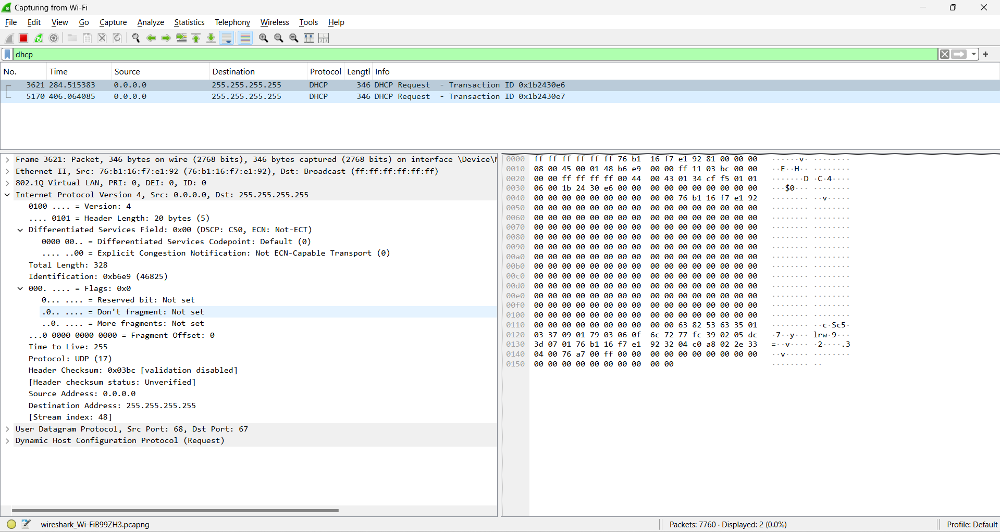 Capturing from Wi-Fi
File Edit View Go Capture Analyze Statistics Telephony Wireless Tools Help
dhcp
No. Time Source Destination Protocol Length Info
3621 284.515383 0.0.0.0 255.255.255.255 DHCP 346 DHCP Request - Transaction ID 0x1b2430e6
5170 406.064085 0.0.0.0 255.255.255.255 DHCP 346 DHCP Request - Transaction ID 0x1b2430e7
Frame 3621: Packet, 346 bytes on wire (2768 bits), 346 bytes captured (2768 bits) on interface \Device\N
Ethernet II, Src: 76:b1:16:f7:e1:92 (76:b1:16:f7:e1:92), Dst: Broadcast (ff:ff:ff:ff:ff:ff)
802.1Q Virtual LAN, PRI: 0, DEI: 0, ID: 0
Internet Protocol Version 4, Src: 0.0.0.0, Dst: 255.255.255.255
0100 .... = Version: 4
.... 0101 = Header Length: 20 bytes (5)
Differentiated Services Field: 0x00 (DSCP: CS0, ECN: Not-ECT)
0000 00.. = Differentiated Services Codepoint: Default (0)
.... ..00 = Explicit Congestion Notification: Not ECN-Capable Transport (0)
Total Length: 328
Identification: 0xb6e9 (46825)
000. .... = Flags: 0x0
0... .... = Reserved bit: Not set
.0.. .... = Don't fragment: Not set
..0. .... = More fragments: Not set
...0 0000 0000 0000 = Fragment Offset: 0
Time to Live: 255
Protocol: UDP (17)
Header Checksum: 0x03bc [validation disabled]
[Header checksum status: Unverified]
Source Address: 0.0.0.0
Destination Address: 255.255.255.255
[Stream index: 48]
User Datagram Protocol, Src Port: 68, Dst Port: 67
Dynamic Host Configuration Protocol (Request)
0000 ff ff ff ff ff ff 76 b1 16 f7 e1 92 81 00 00 00 ······v· ········
0010 08 00 45 00 01 48 b6 e9 00 00 ff 11 03 bc 00 00 ··E··H·· ········
0020 00 00 ff ff ff ff 00 44 00 43 01 34 cf f5 01 01 ·······D ·C·4····
0030 06 00 1b 24 30 e6 00 00 00 00 00 00 00 00 00 00 ···$0··· ········
0040 00 00 00 00 00 00 00 00 00 00 76 b1 16 f7 e1 92 ········ ··v·····
0050 00 00 00 00 00 00 00 00 00 00 00 00 00 00 00 00 ········ ········
0060 00 00 00 00 00 00 00 00 00 00 00 00 00 00 00 00 ········ ········
0070 00 00 00 00 00 00 00 00 00 00 00 00 00 00 00 00 ········ ········
0080 00 00 00 00 00 00 00 00 00 00 00 00 00 00 00 00 ········ ········
0090 00 00 00 00 00 00 00 00 00 00 00 00 00 00 00 00 ········ ········
00a0 00 00 00 00 00 00 00 00 00 00 00 00 00 00 00 00 ········ ········
00b0 00 00 00 00 00 00 00 00 00 00 00 00 00 00 00 00 ········ ········
00c0 00 00 00 00 00 00 00 00 00 00 00 00 00 00 00 00 ········ ········
00d0 00 00 00 00 00 00 00 00 00 00 00 00 00 00 00 00 ········ ········
00e0 00 00 00 00 00 00 00 00 00 00 00 00 00 00 00 00 ········ ········
00f0 00 00 00 00 00 00 00 00 00 00 00 00 00 00 00 00 ········ ········
0100 00 00 00 00 00 00 00 00 00 00 00 00 00 00 00 00 ········ ········
0110 00 00 00 00 00 00 00 00 00 00 63 82 53 63 35 01 ········ ··c·Sc5·
0120 03 37 09 01 79 03 06 0f 6c 72 77 fc 39 02 05 dc ·7··y··· lrw·9···
0130 3d 07 01 76 b1 16 f7 e1 92 32 04 c0 a8 02 2e 33 =··v···· ·2····.3
0140 04 00 76 a7 00 ff 00 00 00 00 00 00 00 00 00 00 ··v····· ········
0150 00 00 00 00 00 00 00 00 00 00 ········ ··
wireshark_Wi-FiB99ZH3.pcapng
Packets: 7760 · Displayed: 2 (0.0%)
Profile: Default